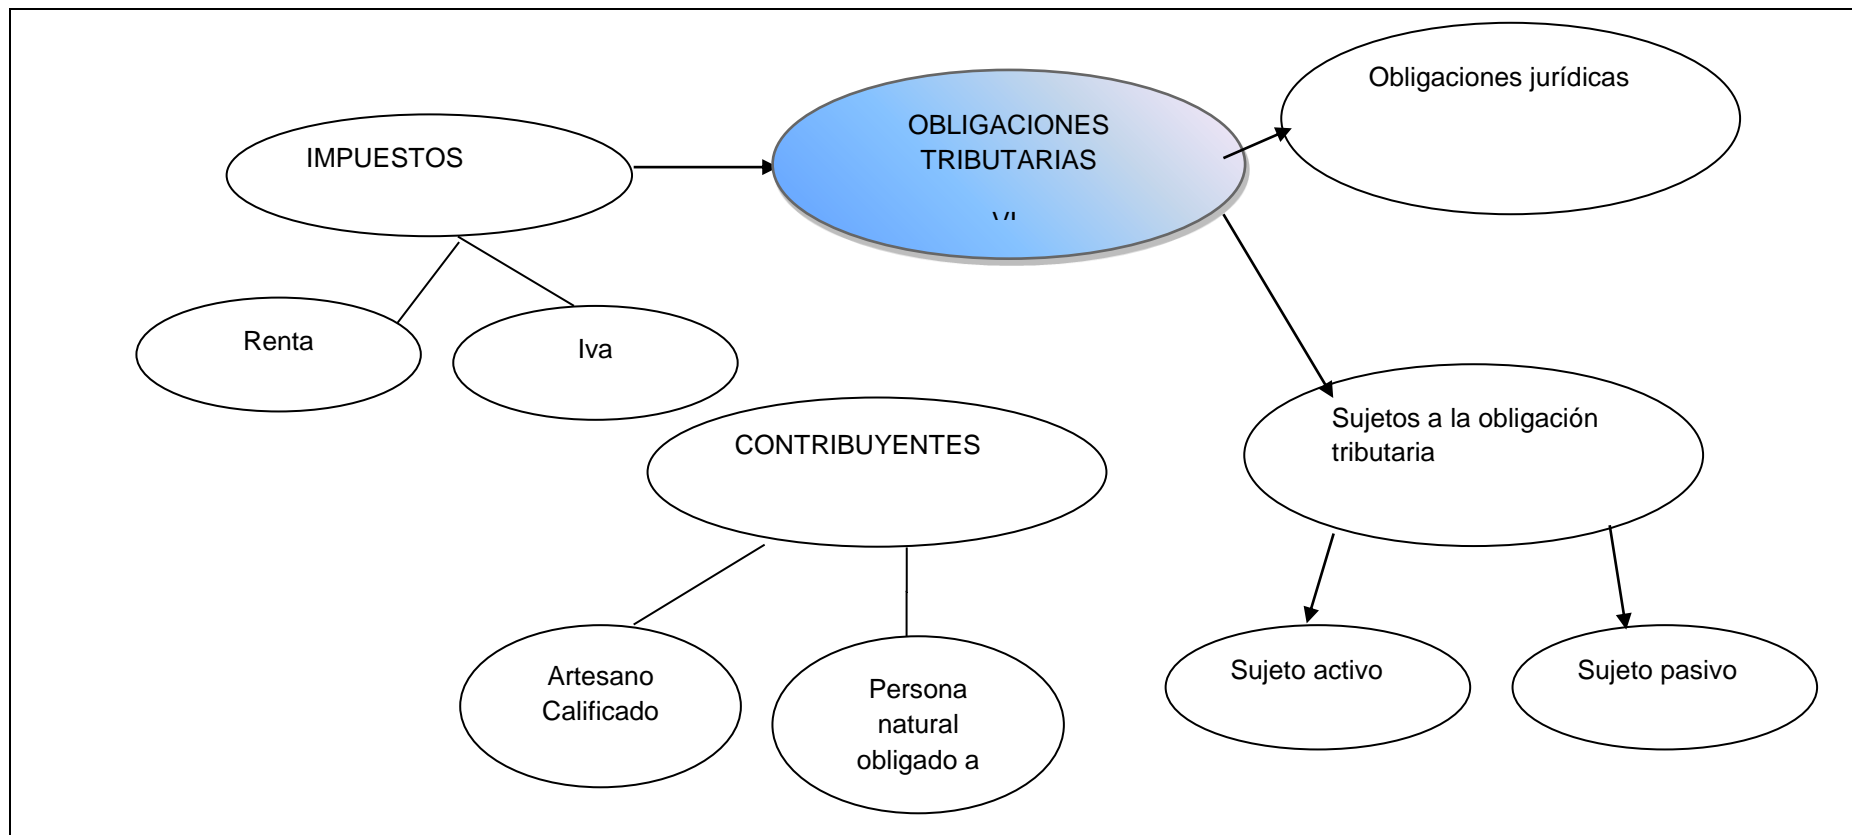 Obligaciones jurídicas
OBLIGACIONES
TRIBUTARIAS
IMPUESTOS
Renta
Iva
Sujetos a la obligación
tributaria
CONTRIBUYENTES
Artesano
Calificado
Persona
natural
obligado a
Sujeto activo
Sujeto pasivo